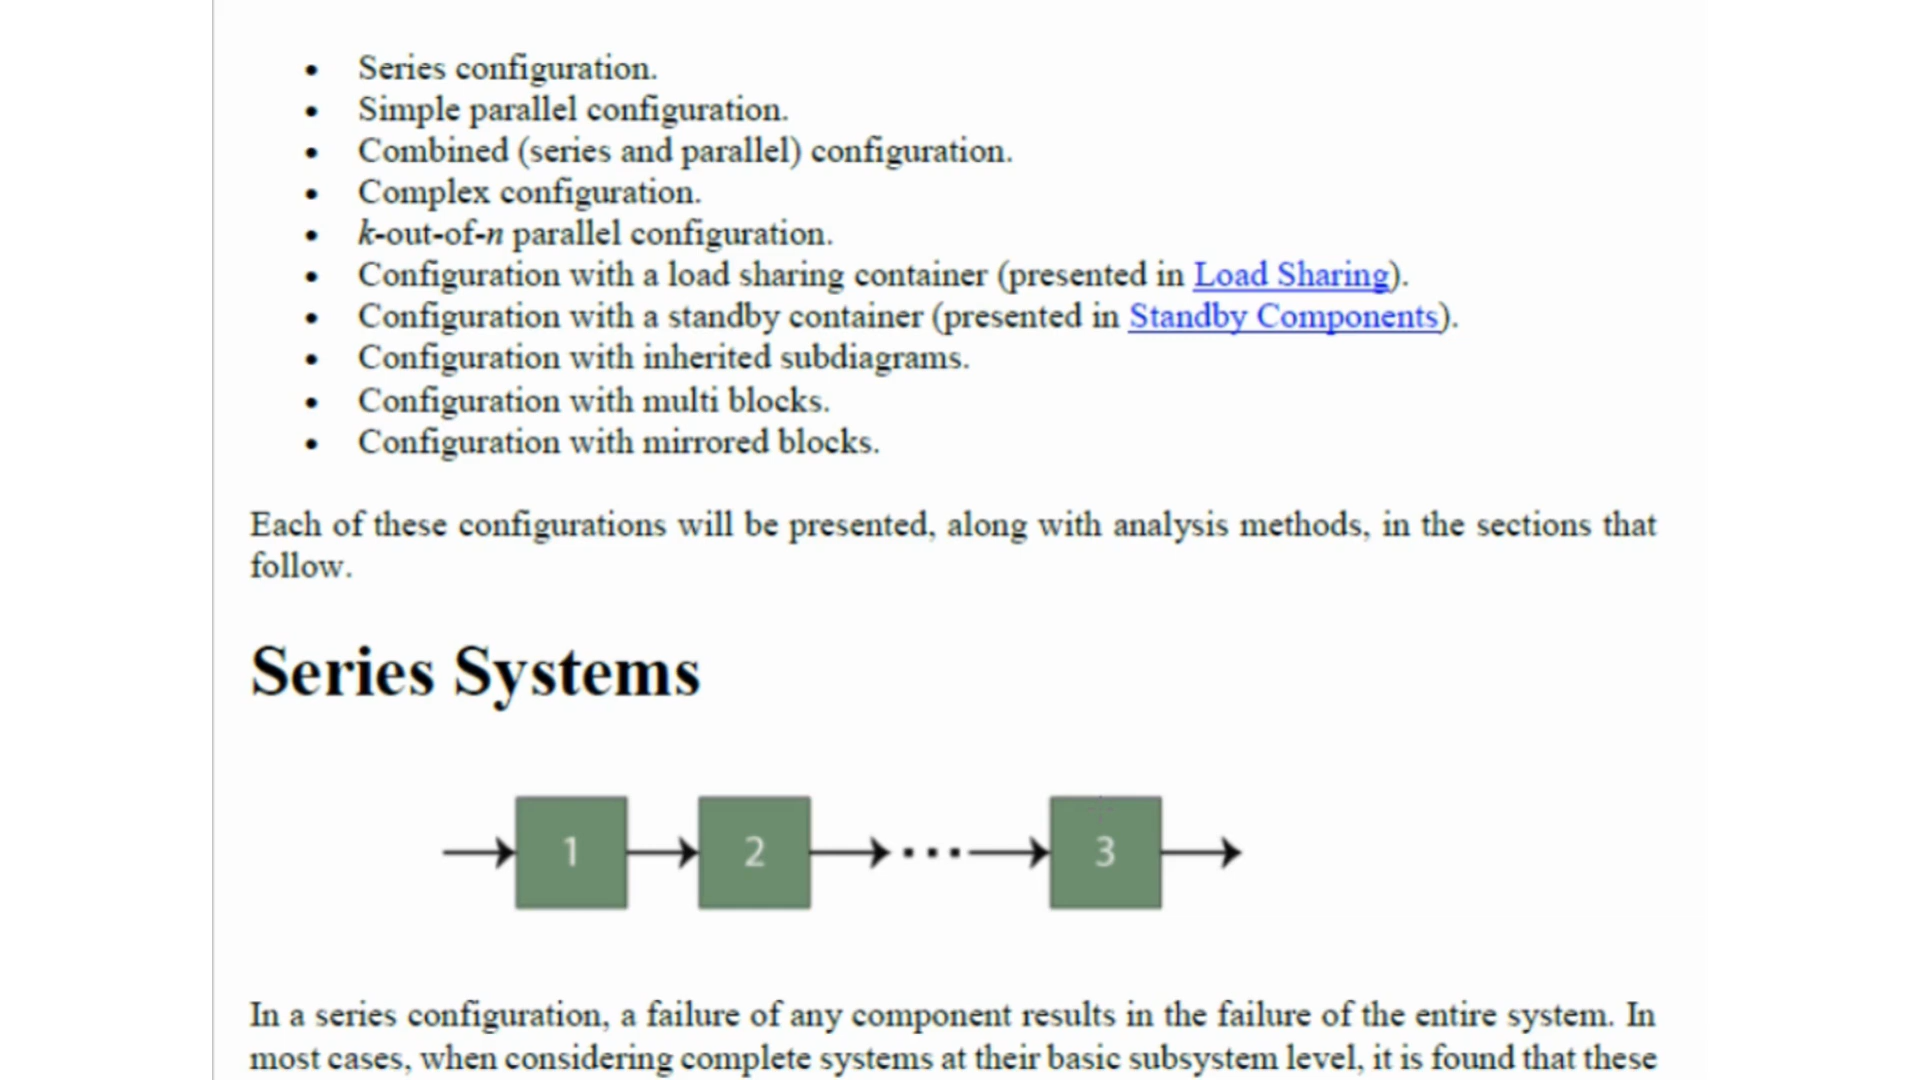 • Series configuration.
• Simple parallel configuration.
• Combined (series and parallel) configuration.
• Complex configuration.
• k-out-of-n parallel configuration.
• Configuration with a load sharing container (presented in Load Sharing).
• Configuration with a standby container (presented in Standby Components).
• Configuration with inherited subdiagrams.
• Configuration with multi blocks.
• Configuration with mirrored blocks.
Each of these configurations will be presented, along with analysis methods, in the sections that
follow.
Series Systems
1 2 ... 3
In a series configuration, a failure of any component results in the failure of the entire system. In
most cases, when considering complete systems at their basic subsystem level, it is found that these